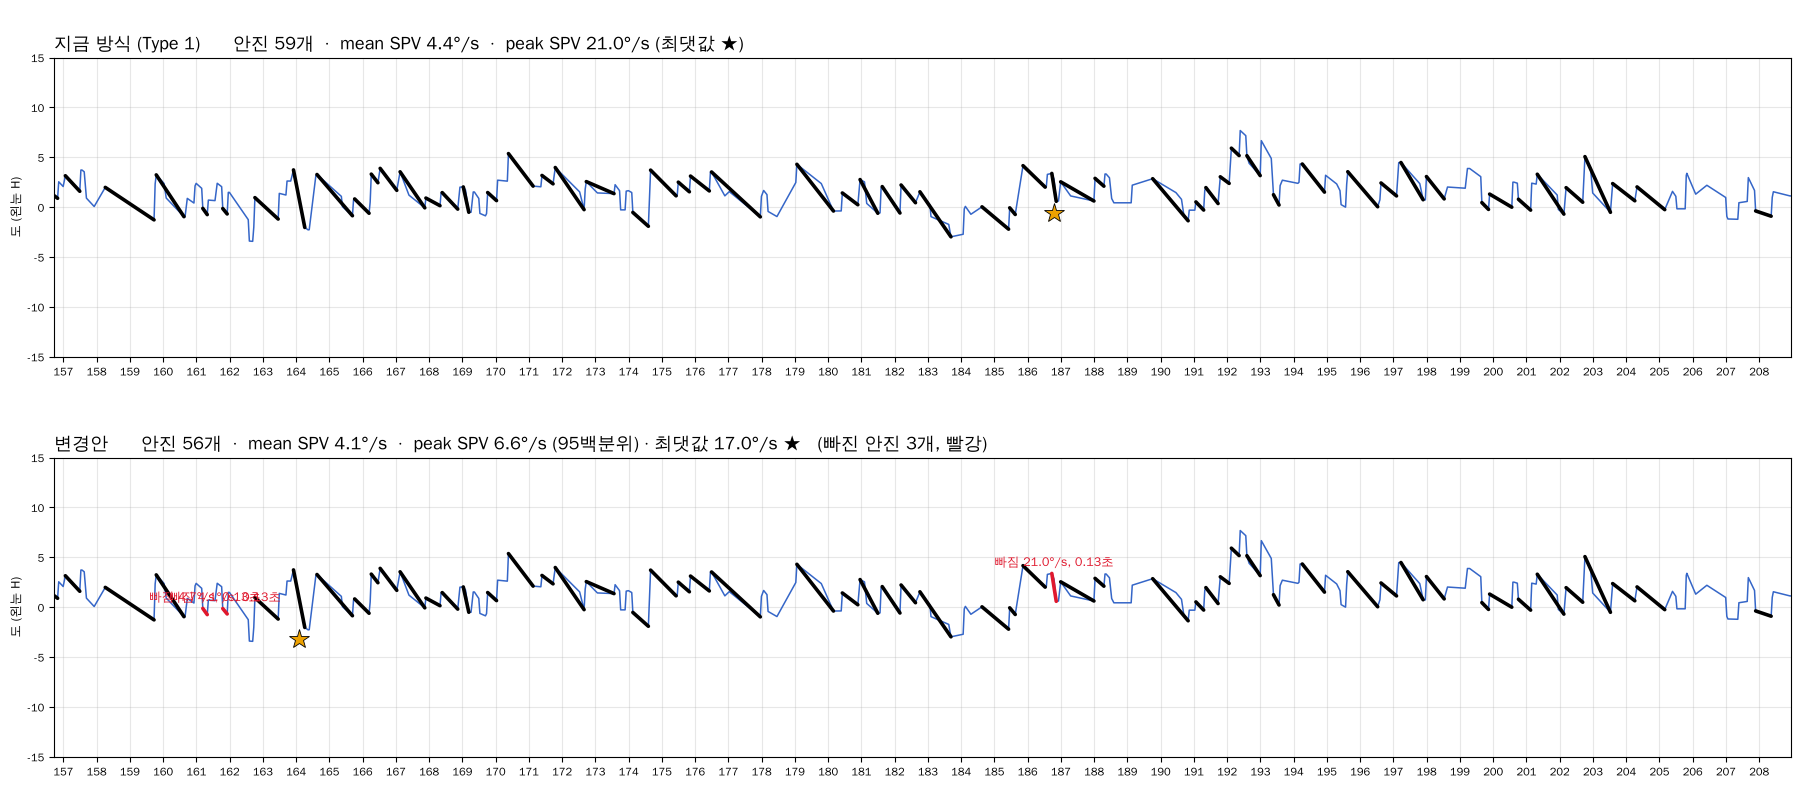 지금 방식 (Type 1) 안진 59개 · mean SPV 4.4°/s · peak SPV 21.0°/s (최댓값 ★)
15
10
5
0
-5
-10
-15
도 (왼눈 H)
157 158 159 160 161 162 163 164 165 166 167 168 169 170 171 172 173 174 175 176 177 178 179 180 181 182 183 184 185 186 187 188 189 190 191 192 193 194 195 196 197 198 199 200 201 202 203 204 205 206 207 208
변경안 안진 56개 · mean SPV 4.1°/s · peak SPV 6.6°/s (95백분위) · 최댓값 17.0°/s ★ (빠진 안진 3개, 빨강)
15
10
5
0
-5
-10
-15
도 (왼눈 H)
빠짐 21.0°/s, 0.13초
157 158 159 160 161 162 163 164 165 166 167 168 169 170 171 172 173 174 175 176 177 178 179 180 181 182 183 184 185 186 187 188 189 190 191 192 193 194 195 196 197 198 199 200 201 202 203 204 205 206 207 208